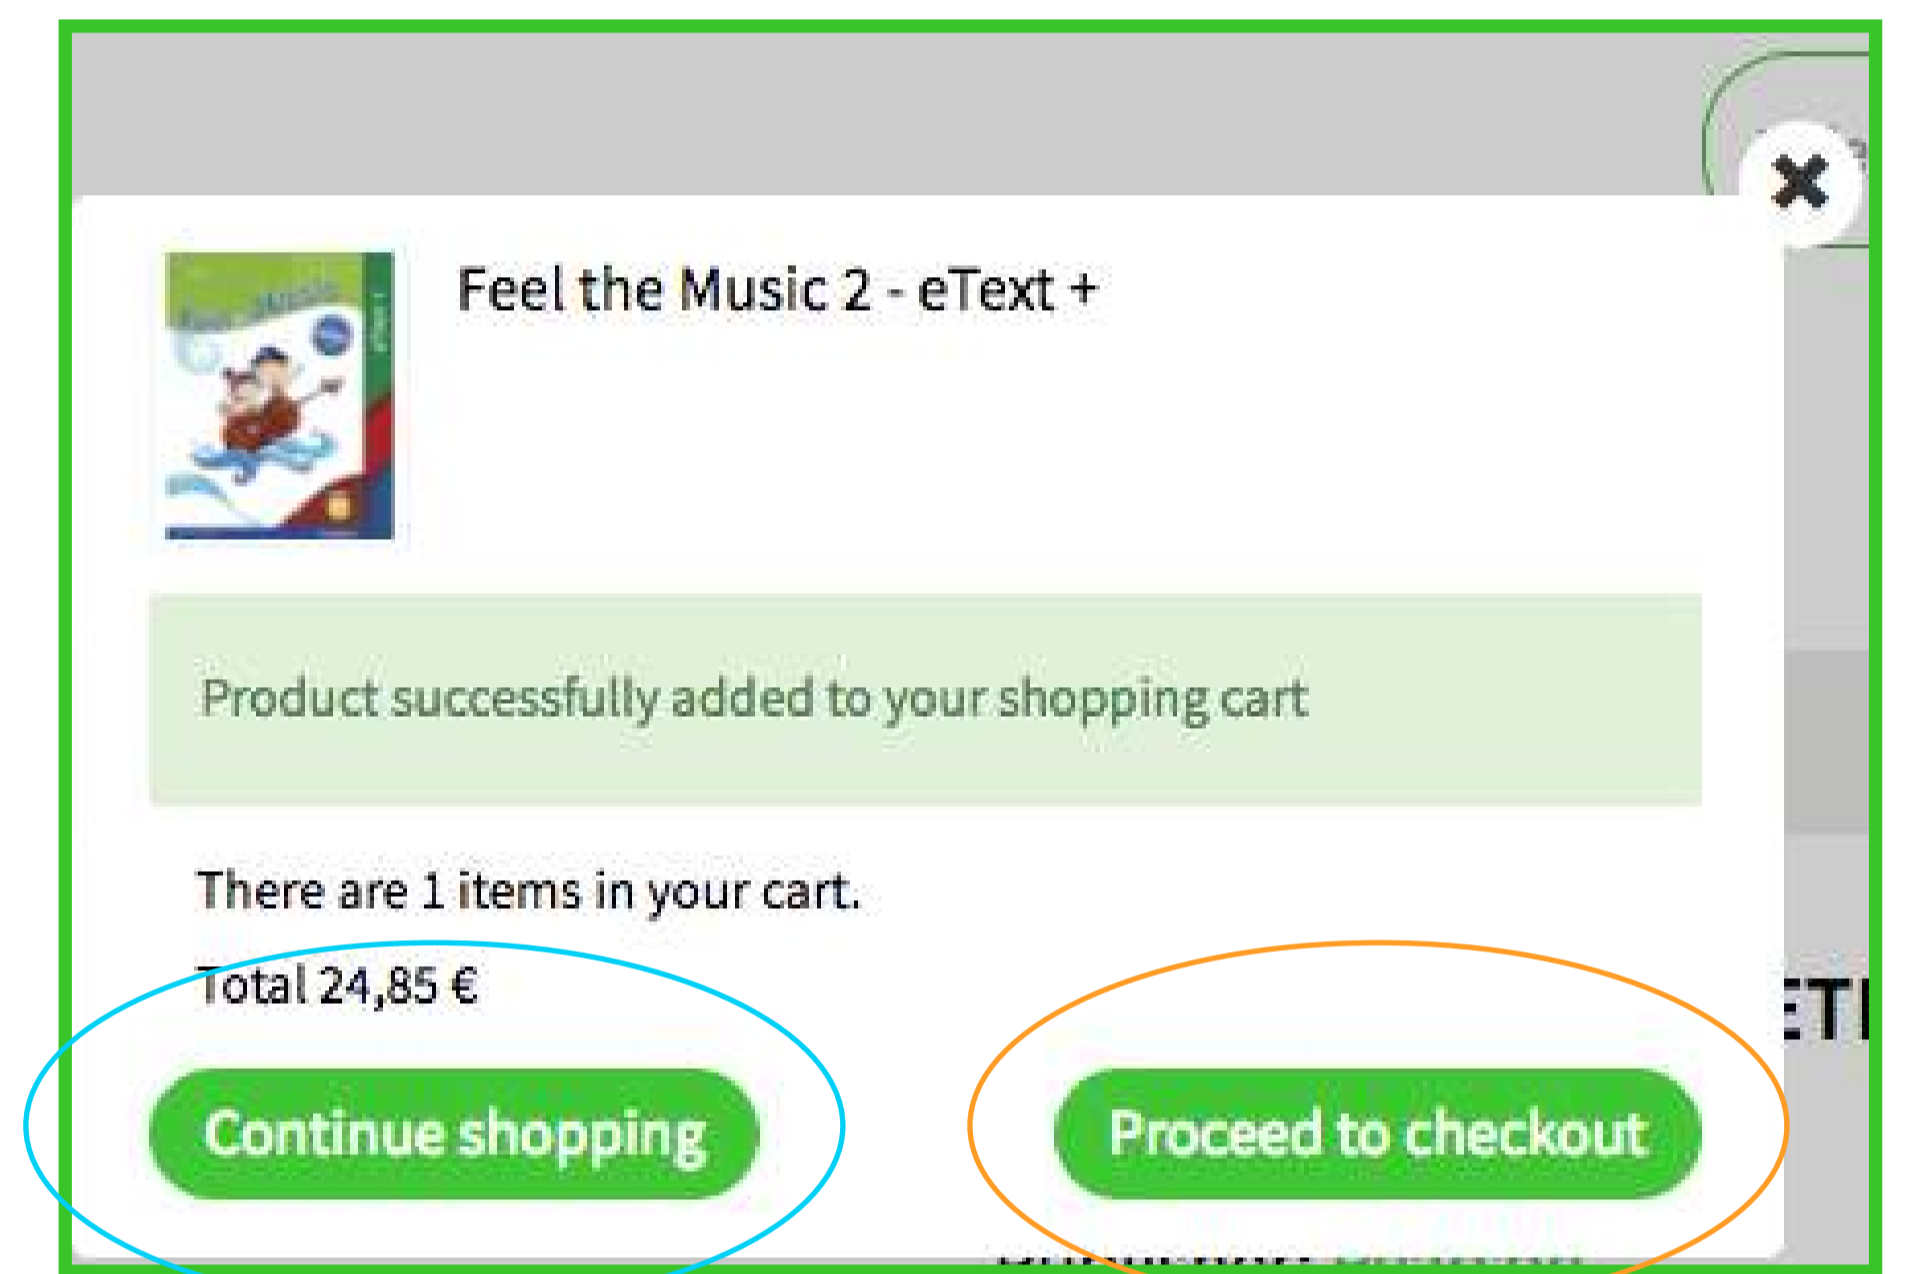 Feel the Music 2 - eText +
Product successfully added to your shopping cart
There are 1 items in your cart.
Total 24,85 €
Continue shopping
Proceed to checkout